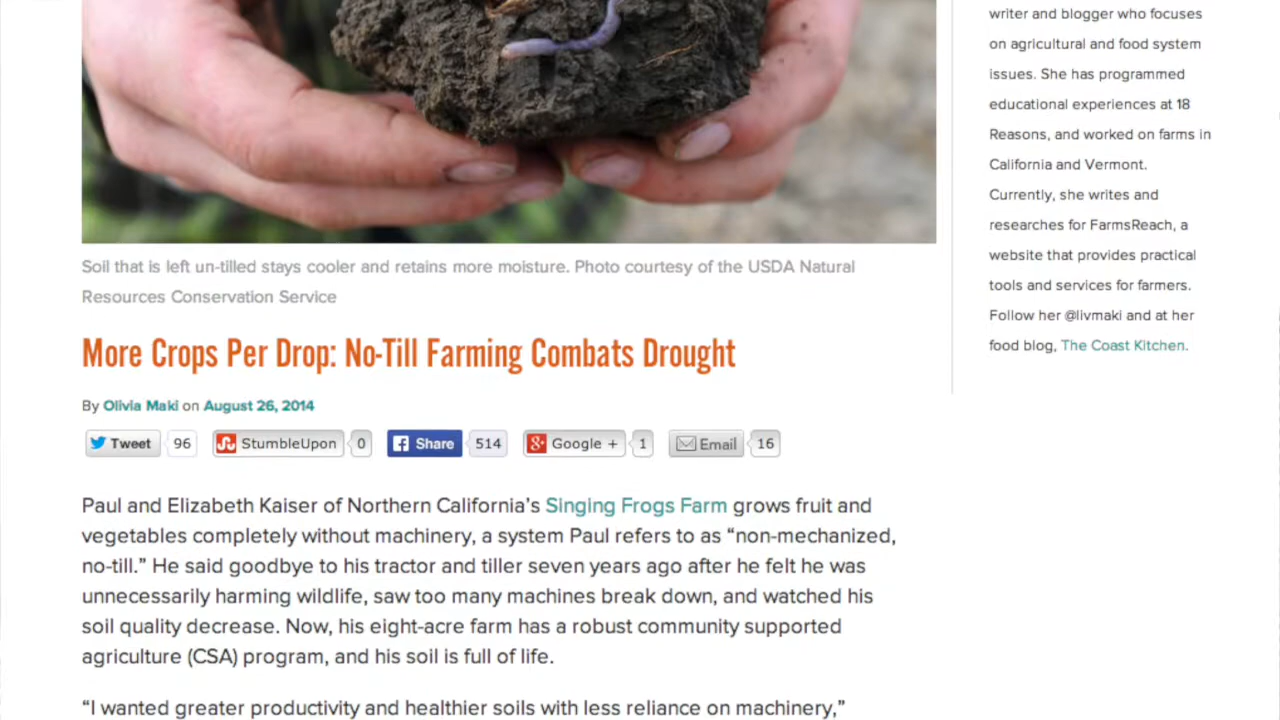 Soil that is left un-tilled stays cooler and retains more moisture. Photo courtesy of the USDA Natural
Resources Conservation Service
More Crops Per Drop: No-Till Farming Combats Drought
By Olivia Maki on August 26, 2014
Tweet 96 StumbleUpon 0 Share 514 Google + 1 Email 16
Paul and Elizabeth Kaiser of Northern California’s Singing Frogs Farm grows fruit and
vegetables completely without machinery, a system Paul refers to as “non-mechanized,
no-till.” He said goodbye to his tractor and tiller seven years ago after he felt he was
unnecessarily harming wildlife, saw too many machines break down, and watched his
soil quality decrease. Now, his eight-acre farm has a robust community supported
agriculture (CSA) program, and his soil is full of life.
“I wanted greater productivity and healthier soils with less reliance on machinery,”
writer and blogger who focuses
on agricultural and food system
issues. She has programmed
educational experiences at 18
Reasons, and worked on farms in
California and Vermont.
Currently, she writes and
researches for FarmsReach, a
website that provides practical
tools and services for farmers.
Follow her @livmaki and at her
food blog, The Coast Kitchen.